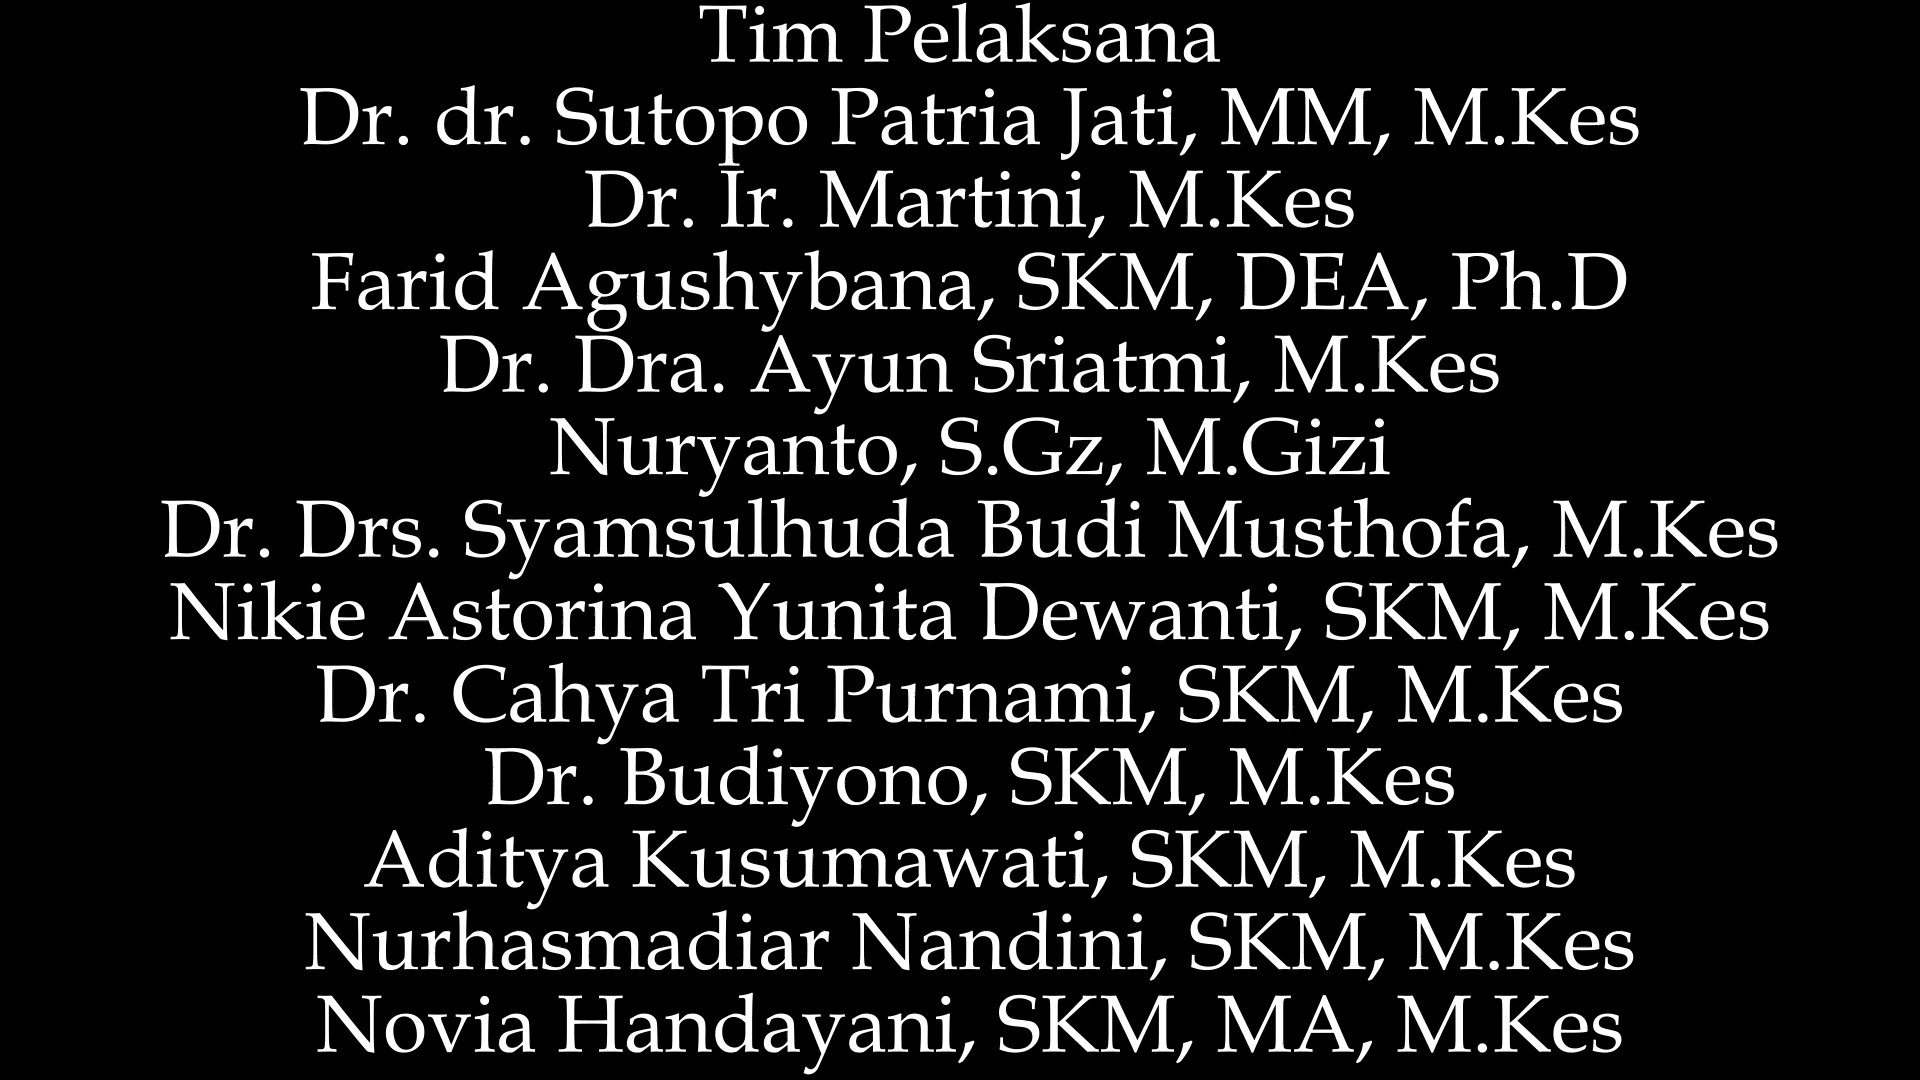 Tim Pelaksana
Dr. dr. Sutopo Patria Jati, MM, M.Kes
Dr. Ir. Martini, M.Kes
Farid Agushybana, SKM, DEA, Ph.D
Dr. Dra. Ayun Sriatmi, M.Kes
Nuryanto, S.Gz, M.Gizi
Dr. Drs. Syamsulhuda Budi Musthofa, M.Kes
Nikie Astorina Yunita Dewanti, SKM, M.Kes
Dr. Cahya Tri Purnami, SKM, M.Kes
Dr. Budiyono, SKM, M.Kes
Aditya Kusumawati, SKM, M.Kes
Nurhasmadiar Nandini, SKM, M.Kes
Novia Handayani, SKM, MA, M.Kes